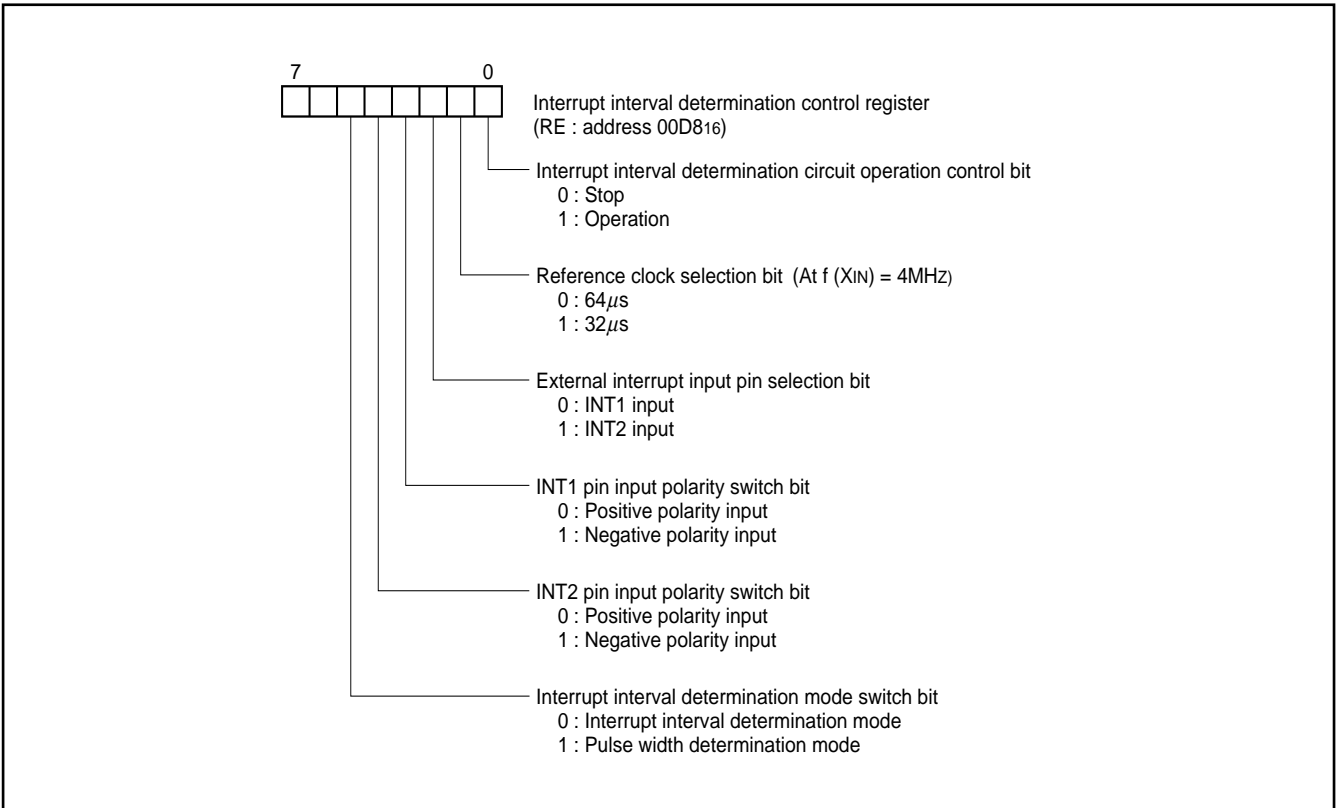 7 0
Interrupt interval determination control register
(RE : address 00D816)
Interrupt interval determination circuit operation control bit
0 : Stop
1 : Operation
Reference clock selection bit (At f (XIN) = 4MHZ)
0 : 64μs
1 : 32μs
External interrupt input pin selection bit
0 : INT1 input
1 : INT2 input
INT1 pin input polarity switch bit
0 : Positive polarity input
1 : Negative polarity input
INT2 pin input polarity switch bit
0 : Positive polarity input
1 : Negative polarity input
Interrupt interval determination mode switch bit
0 : Interrupt interval determination mode
1 : Pulse width determination mode